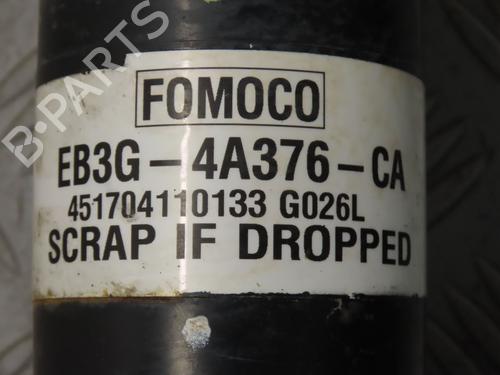 B-PARTS
FOMOCO
EB3G-4A376-CA
451704110133 G026L
SCRAP IF DROPPED